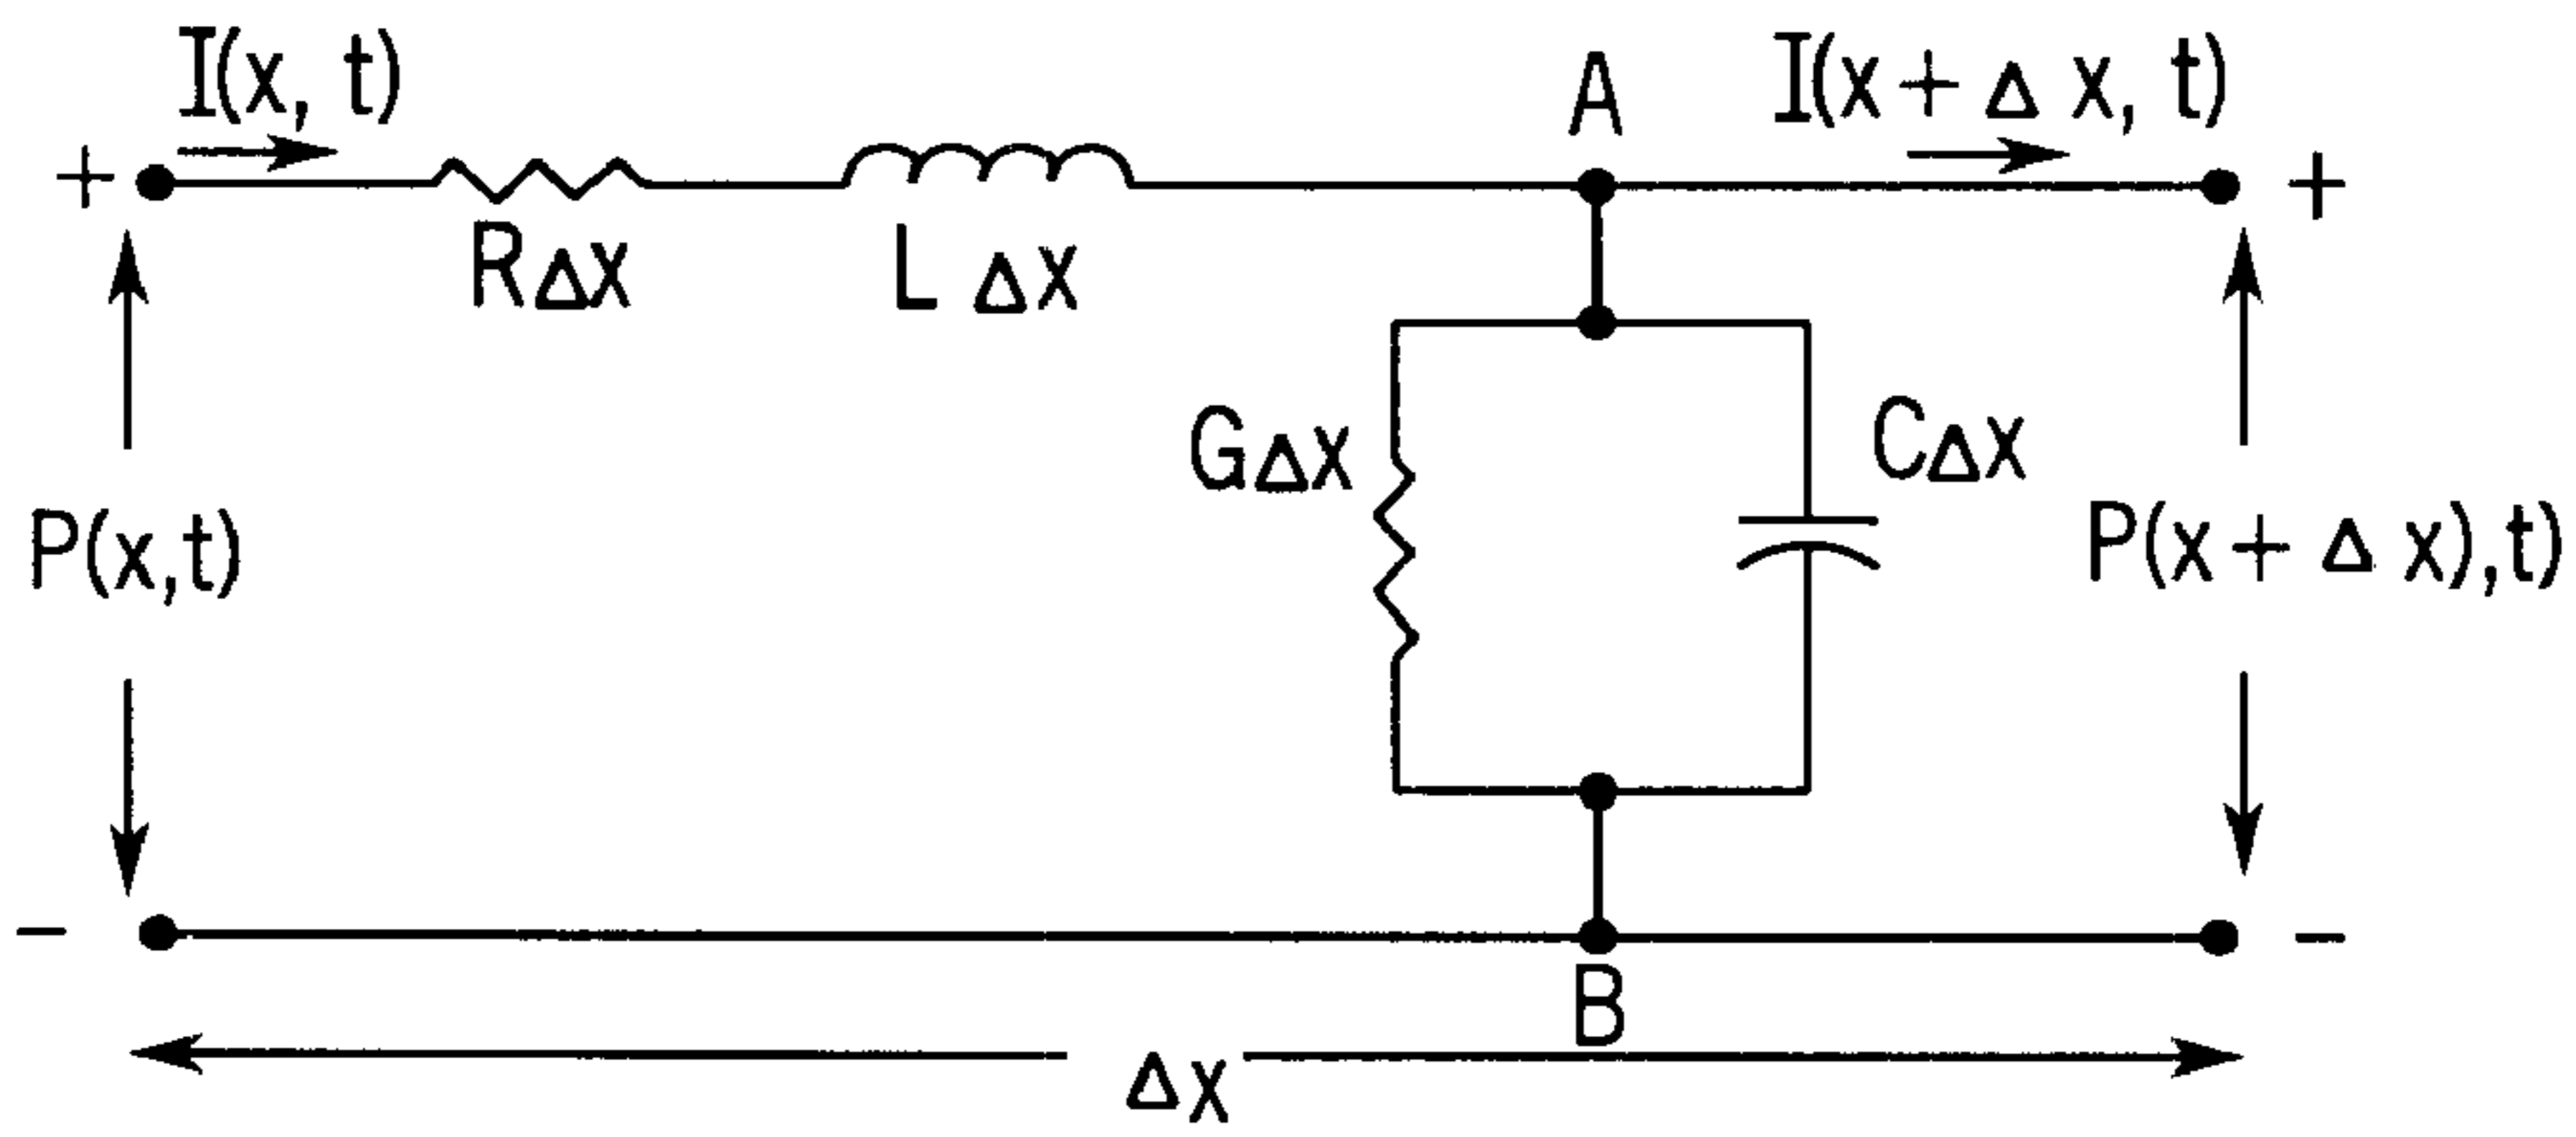 I(x, t)
A
I(x + Δ x, t)
+
+
RΔx
L Δx
GΔx
CΔx
P(x,t)
P(x + Δ x),t)
-
-
B
Δx